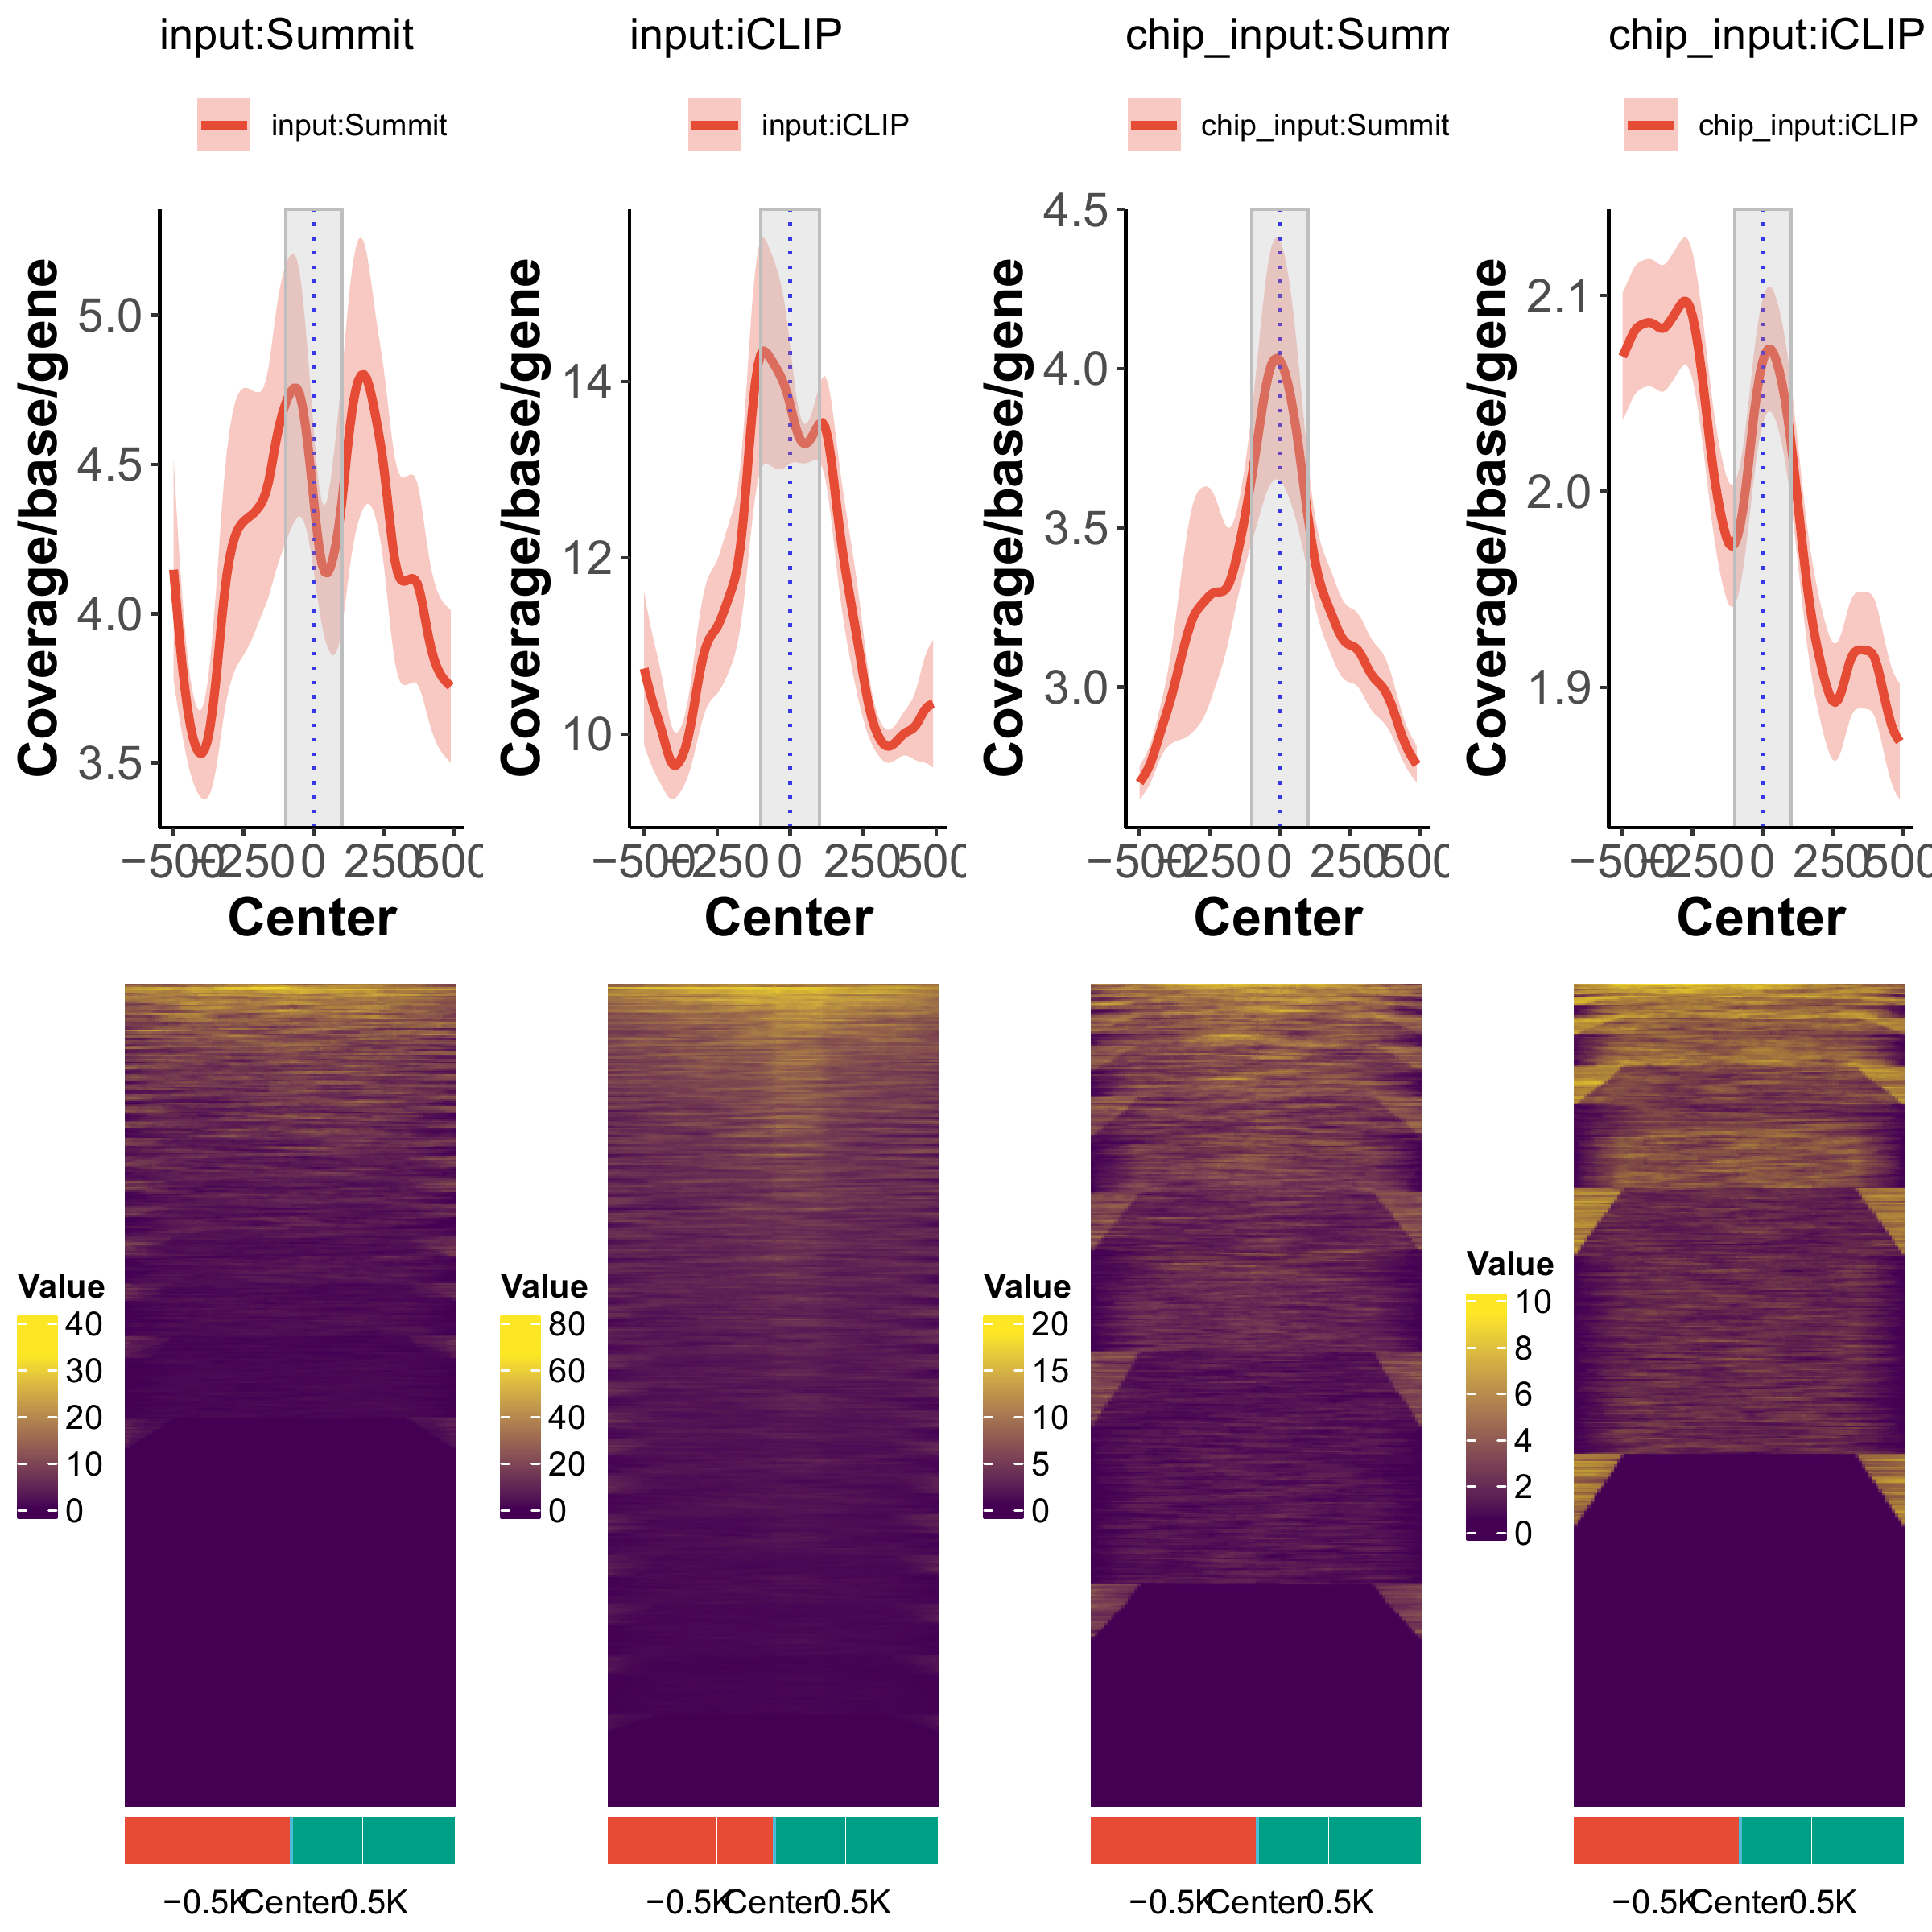 input:Summit
input:iCLIP
chip_input:Summ
chip_input:iCLIP
input:Summit
input:iCLIP
chip_input:Summit
chip_input:iCLIP
Coverage/base/gene
5.0
4.5
4.0
3.5
−500
−250
0
250
500
Center
Coverage/base/gene
14
12
10
−500
−250
0
250
500
Center
Coverage/base/gene
4.5
4.0
3.5
3.0
−500
−250
0
250
500
Center
Coverage/base/gene
2.1
2.0
1.9
−500
−250
0
250
500
Center
Value
40
30
20
10
0
Value
80
60
40
20
0
Value
20
15
10
5
0
Value
10
8
6
4
2
0
−0.5K
Center
0.5K
−0.5K
Center
0.5K
−0.5K
Center
0.5K
−0.5K
Center
0.5K